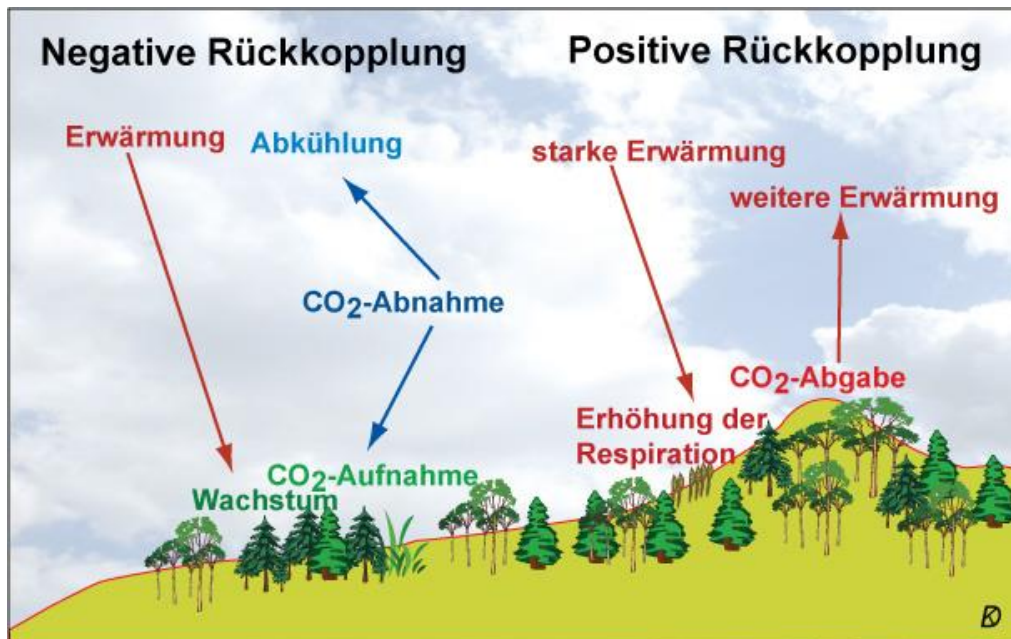 Negative Rückkopplung
Positive Rückkopplung
Erwärmung
Abkühlung
CO2-Abnahme
CO2-Aufnahme
Wachstum
starke Erwärmung
weitere Erwärmung
CO2-Abgabe
Erhöhung der
Respiration